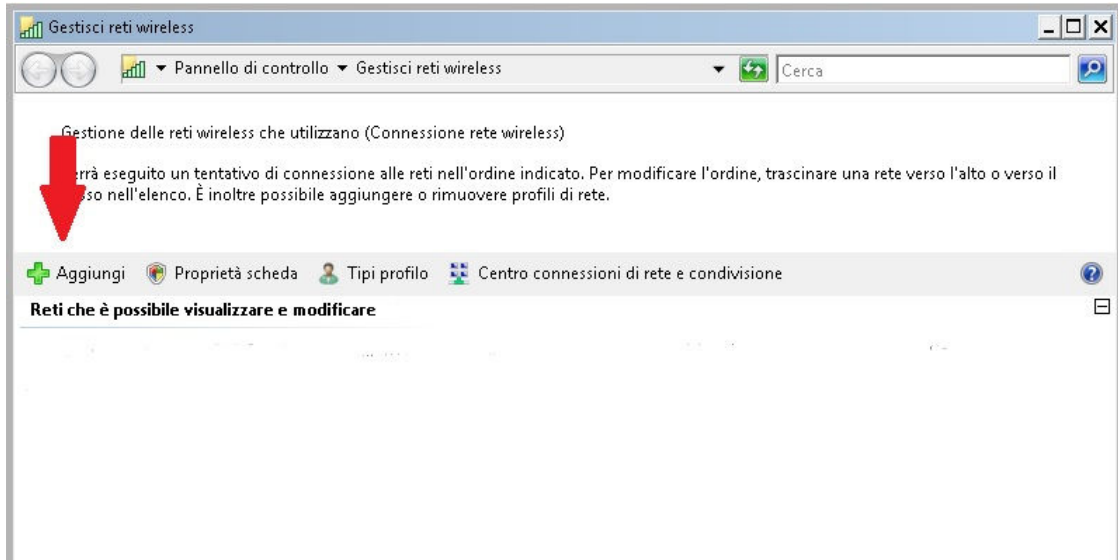 Gestisci reti wireless
Pannello di controllo Gestisci reti wireless Cerca
Gestione delle reti wireless che utilizzano (Connessione rete wireless)
eseguito un tentativo di connessione alle reti nell'ordine indicato. Per modificare l'ordine, trascinare una rete verso l'alto o verso il
nell'elenco. È inoltre possibile aggiungere o rimuovere profili di rete.
Aggiungi Proprietà scheda Tipi profilo Centro connessioni di rete e condivisione
Reti che è possibile visualizzare e modificare